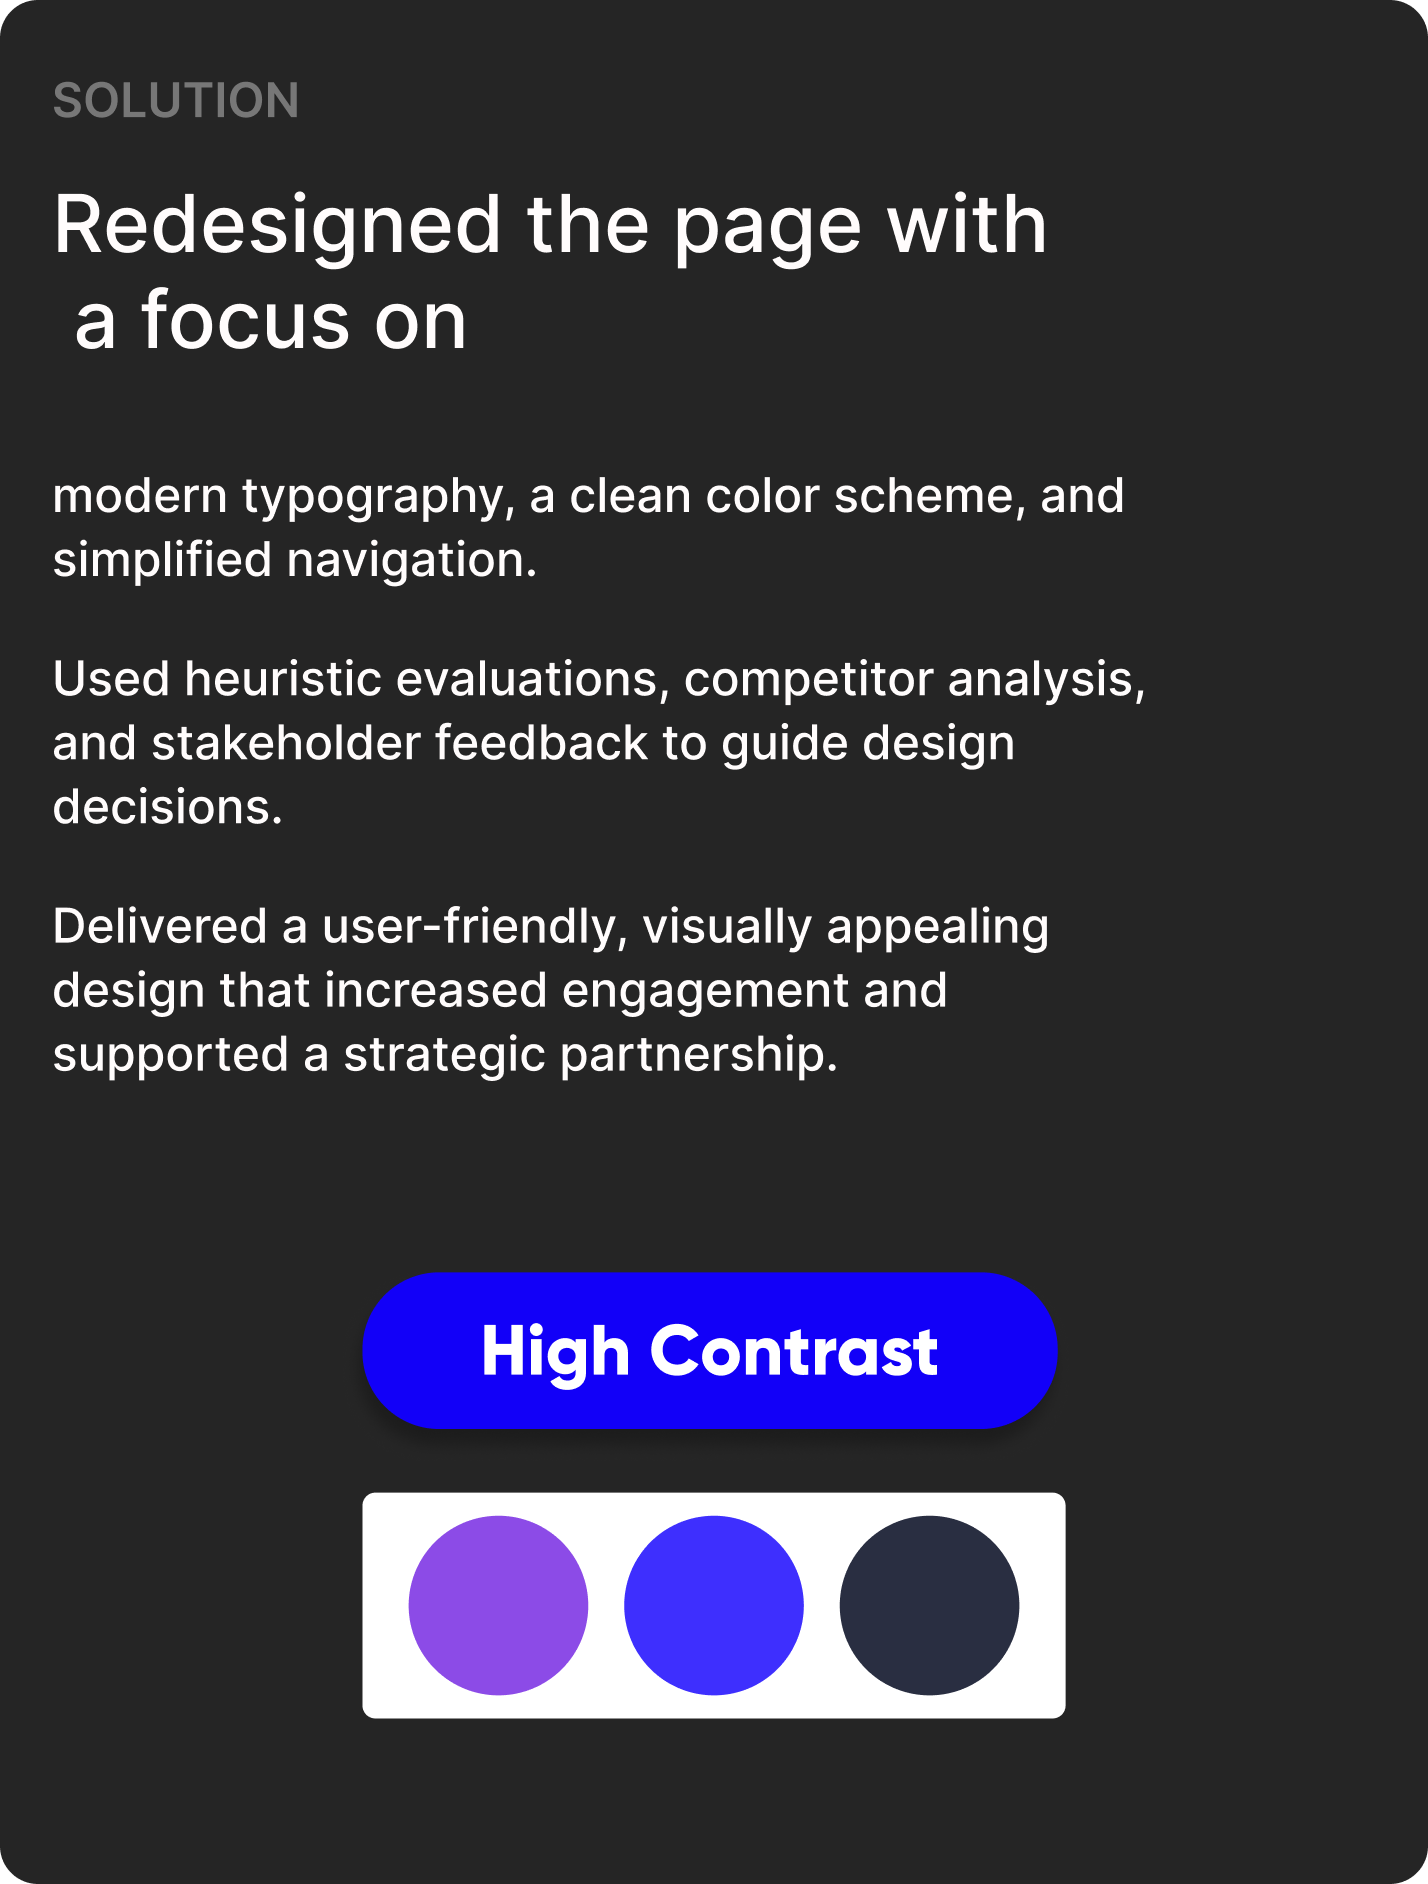 SOLUTION
Redesigned the page with
a focus on
modern typography, a clean color scheme, and
simplified navigation.
Used heuristic evaluations, competitor analysis,
and stakeholder feedback to guide design
decisions.
Delivered a user-friendly, visually appealing
design that increased engagement and
supported a strategic partnership.
High Contrast